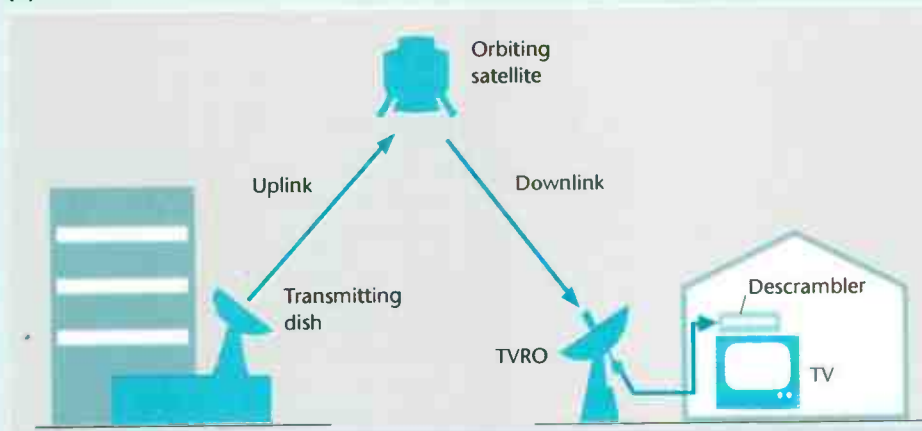 Orbiting
satellite
Uplink
Downlink
Transmitting
dish
Descrambler
TVRO
TV